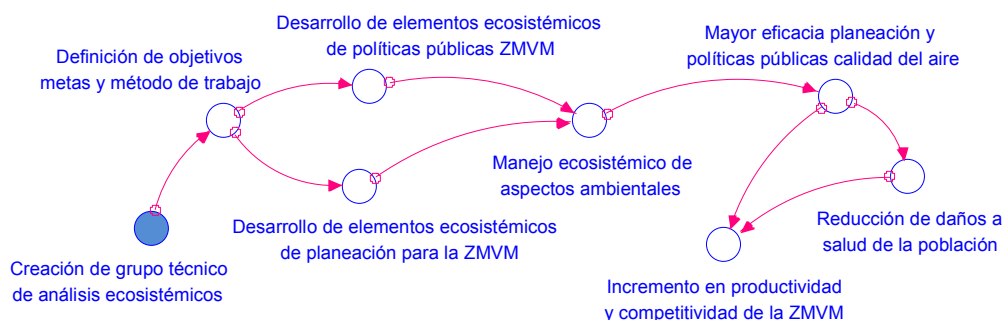 Desarrollo de elementos ecosistémicos
de políticas públicas ZMVM
Mayor eficacia planeación y
políticas públicas calidad del aire
Definición de objetivos
metas y método de trabajo
Manejo ecosistémico de
aspectos ambientales
Desarrollo de elementos ecosistémicos
de planeación para la ZMVM
Reducción de daños a
salud de la población
Creación de grupo técnico
de análisis ecosistémicos
Incremento en productividad
y competitividad de la ZMVM